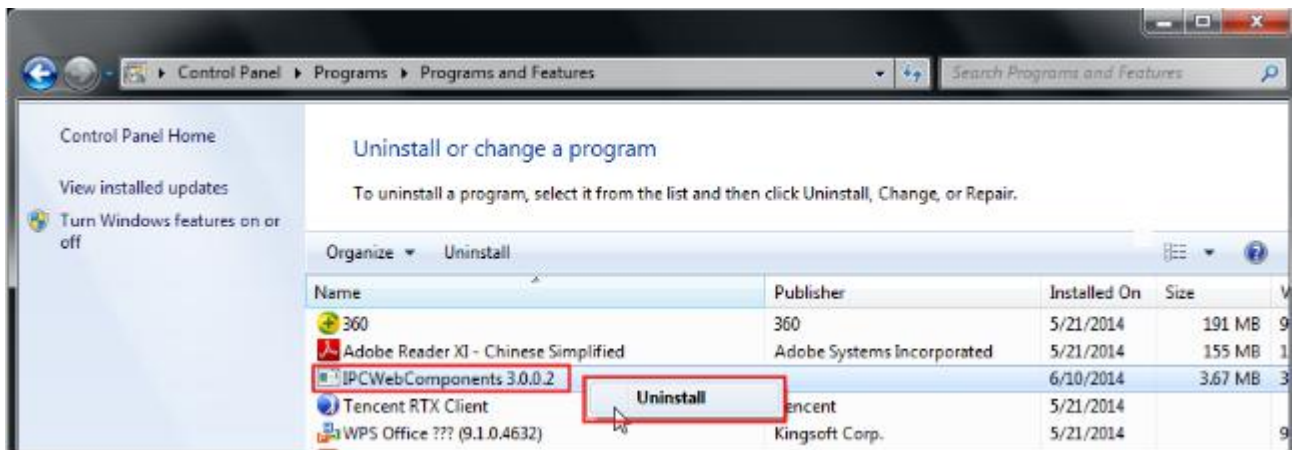 Control Panel Programs Programs and Features Search Programs and Features
Control Panel Home
View installed updates
Turn Windows features on or
off
Uninstall or change a program
To uninstall a program, select it from the list and then click Uninstall, Change, or Repair.
Organize Uninstall
Name Publisher Installed On Size
360 360 5/21/2014 191 MB 9
Adobe Reader XI - Chinese Simplified Adobe Systems Incorporated 5/21/2014 155 MB 1
IPCWebComponents 3.0.0.2 6/10/2014 3.67 MB 3
Uninstall
Tencent RTX Client encent 5/21/2014
WPS Office ??? (9.1.0.4632) Kingsoft Corp. 5/21/2014 9